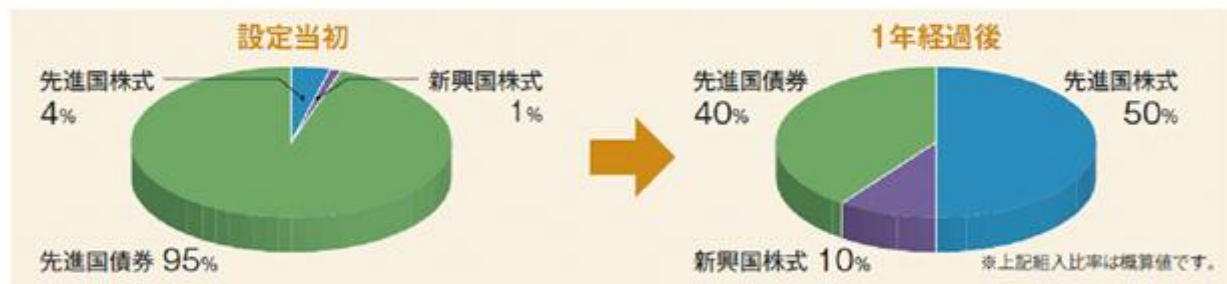 設定当初
先進国株式
4%
新興国株式
1%
先進国債券 95%
1年経過後
先進国債券
40%
先進国株式
50%
新興国株式 10%
※上記組入比率は概算値です。